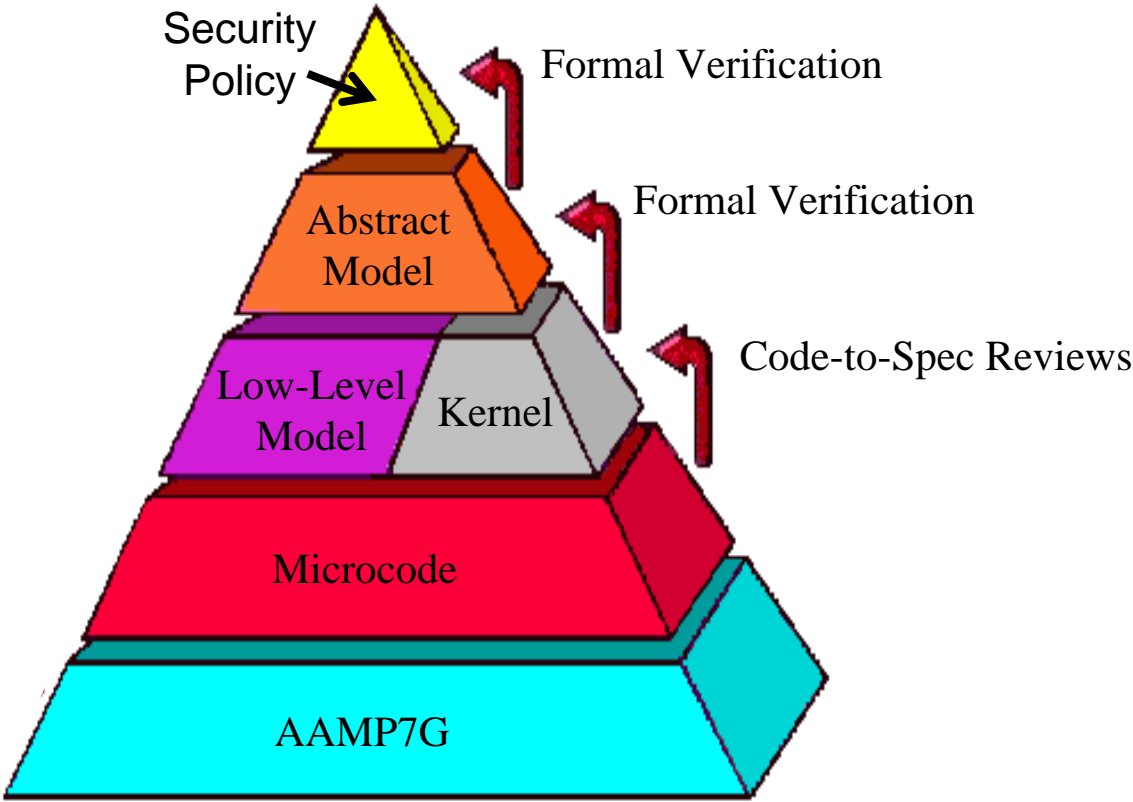 Security
Policy
Formal Verification
Abstract
Model
Formal Verification
Low-Level
Model
Kernel
Code-to-Spec Reviews
Microcode
AAMP7G